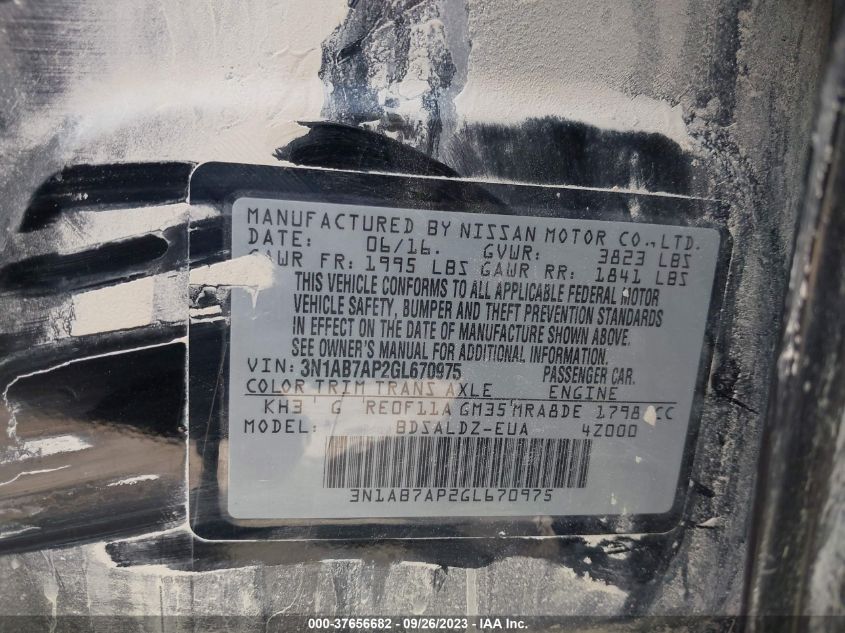 MANUFACTURED BY NISSAN MOTOR CO.,LTD.
DATE: 06/16. GVWR: 3823 LBS
GAWR FR: 1995 LBS GAWR RR: 1841 LBS
THIS VEHICLE CONFORMS TO ALL APPLICABLE FEDERAL MOTOR
VEHICLE SAFETY, BUMPER AND THEFT PREVENTION STANDARDS
IN EFFECT ON THE DATE OF MANUFACTURE SHOWN ABOVE.
SEE OWNER'S MANUAL FOR ADDITIONAL INFORMATION.
VIN: 3N1AB7AP2GL670975 PASSENGER CAR.
COLOR TRIM TRANS AXLE ENGINE
KH3 G RE0F11A GM35 MRA8DE 1798 CC
MODEL: BDSALDZ-EUA 42000
3N1AB7AP2GL670975
000-37656682 - 09/26/2023 - IAA Inc.